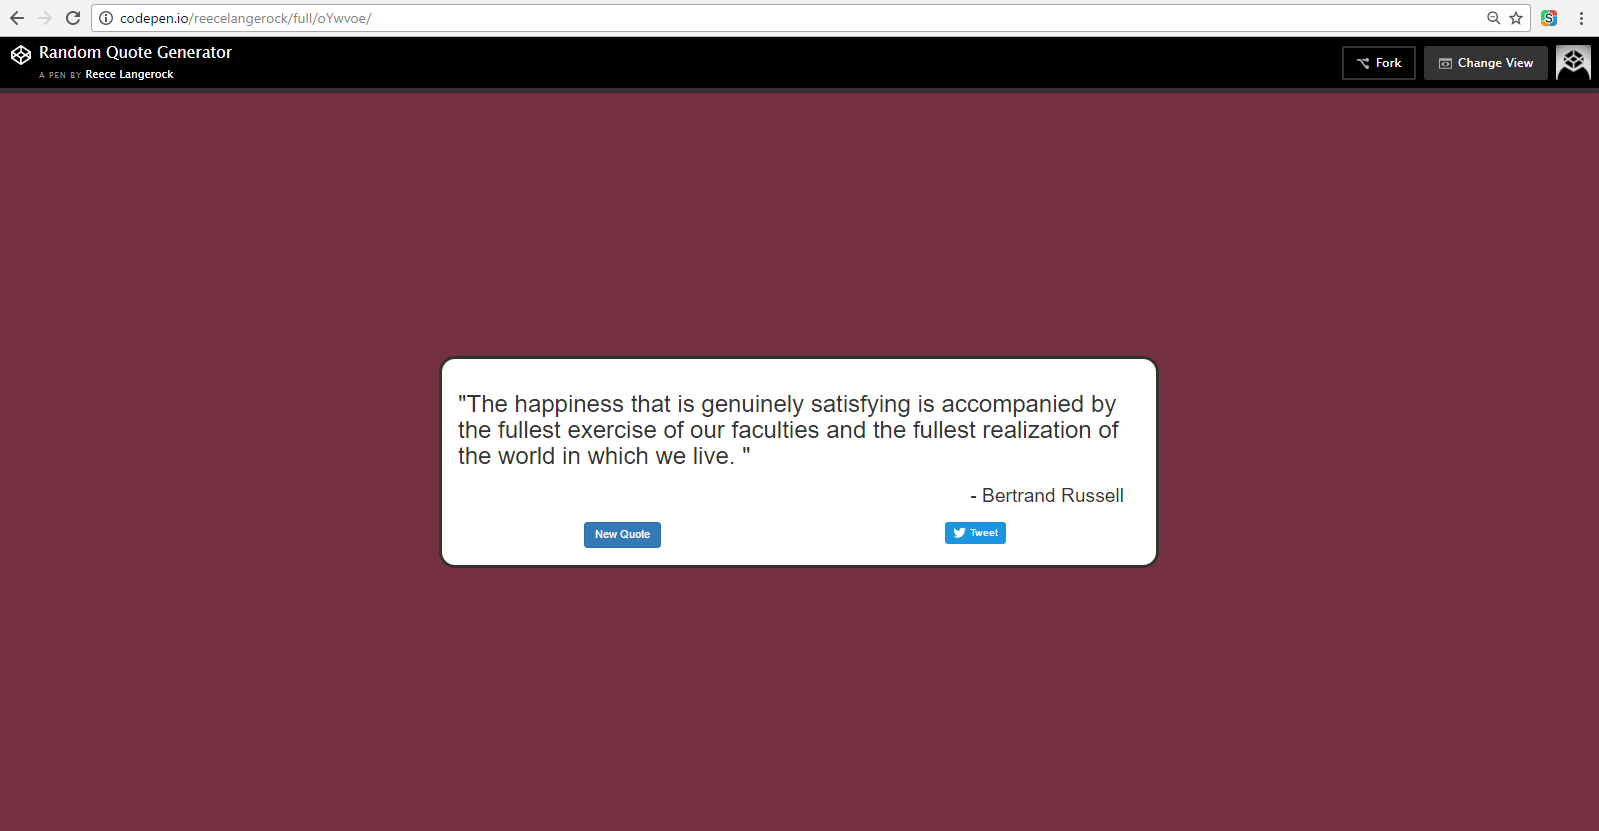 codepen.io/reecelangerock/full/oYwvoe/
Random Quote Generator
A PEN BY Reece Langerock
Fork
Change View
"The happiness that is genuinely satisfying is accompanied by
the fullest exercise of our faculties and the fullest realization of
the world in which we live. "
- Bertrand Russell
New Quote
Tweet